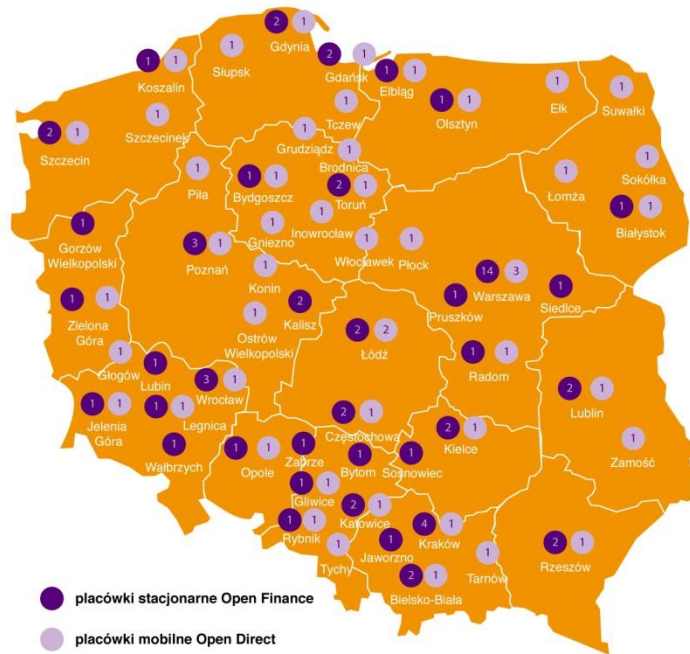 2 1
Gdynia
1
Słupsk
2 1
Gdańsk
1 1
Koszalin
1 1
Elbląg
1
Ełk
1
Suwałki
1 1
Olsztyn
1
Tczew
1
Szczecinek
2 1
Szczecin
1
Grudziądz
1
Brodnica
1
Sokółka
1
Piła
1 1
Bydgoszcz
2 1
Toruń
1
Łomża
1 1
Białystok
1
Gorzów
Wielkopolski
1
Gniezno
1
Inowrocław
3 1
Poznań
1
Włocławek
1
Płock
1
Konin
14 3
Warszawa
1
Pruszków
1
Siedlce
1 1
Zielona
Góra
2
Kalisz
1
Ostrów
Wielkopolski
2 2
Łódź
1
Głogów
1
Lubin
1 1
Radom
3 1
Wrocław
2 1
Lublin
1 1
Jelenia
Góra
1 1
Legnica
2 1
Częstochowa
2 1
Kielce
1
Zamość
1
Wałbrzych
1 1
Opole
1
Zabrze
1
Bytom
1
Sosnowiec
1 1
Gliwice
2 1
Katowice
1 1
Rybnik
1
Tychy
1
Jaworzno
4 1
Kraków
1
Tarnów
2 1
Rzeszów
2 1
Bielsko-Biała
placówki stacjonarne Open Finance
placówki mobilne Open Direct